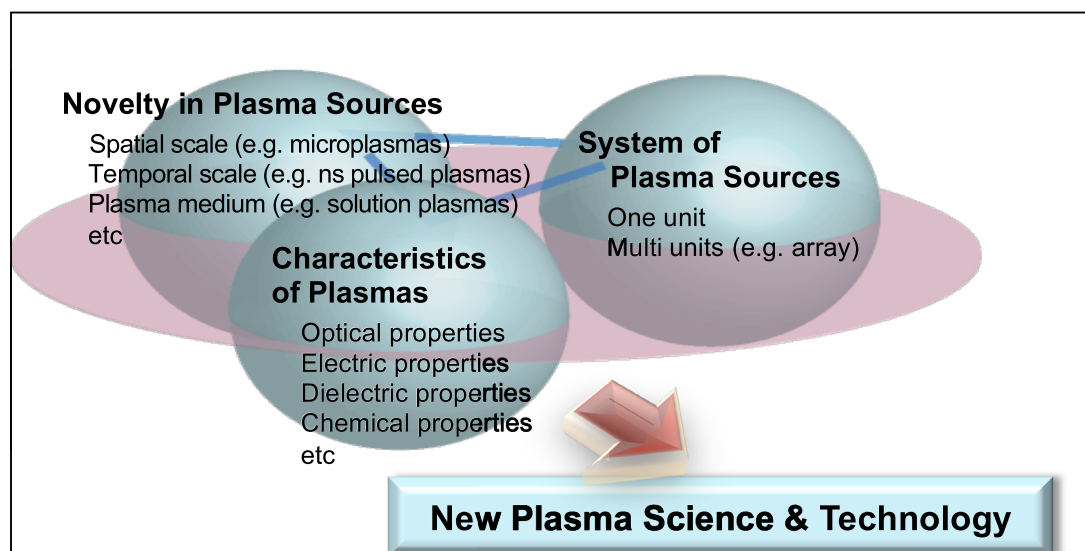 Novelty in Plasma Sources
Spatial scale (e.g. microplasmas)
Temporal scale (e.g. ns pulsed plasmas)
Plasma medium (e.g. solution plasmas)
etc
System of
Plasma Sources
One unit
Multi units (e.g. array)
Characteristics
of Plasmas
Optical properties
Electric properties
Dielectric properties
Chemical properties
etc
New Plasma Science & Technology